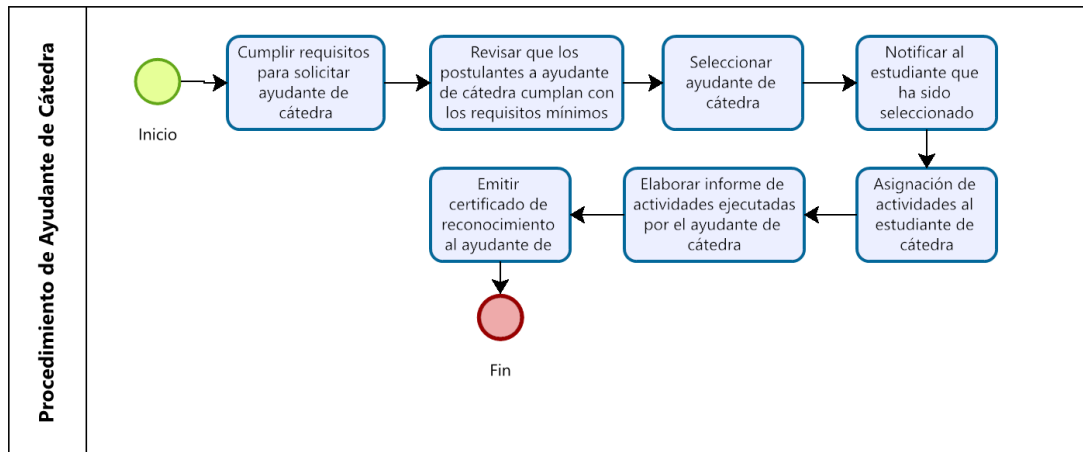 Procedimiento de Ayudante de Cátedra
Inicio
Cumplir requisitos
para solicitar
ayudante de
cátedra
Revisar que los
postulantes a ayudante
de cátedra cumplan con
los requisitos mínimos
Seleccionar
ayudante de
cátedra
Notificar al
estudiante que
ha sido
seleccionado
Asignación de
actividades al
estudiante de
cátedra
Elaborar informe de
actividades ejecutadas
por el ayudante de
cátedra
Emitir
certificado de
reconocimiento
al ayudante de
Fin